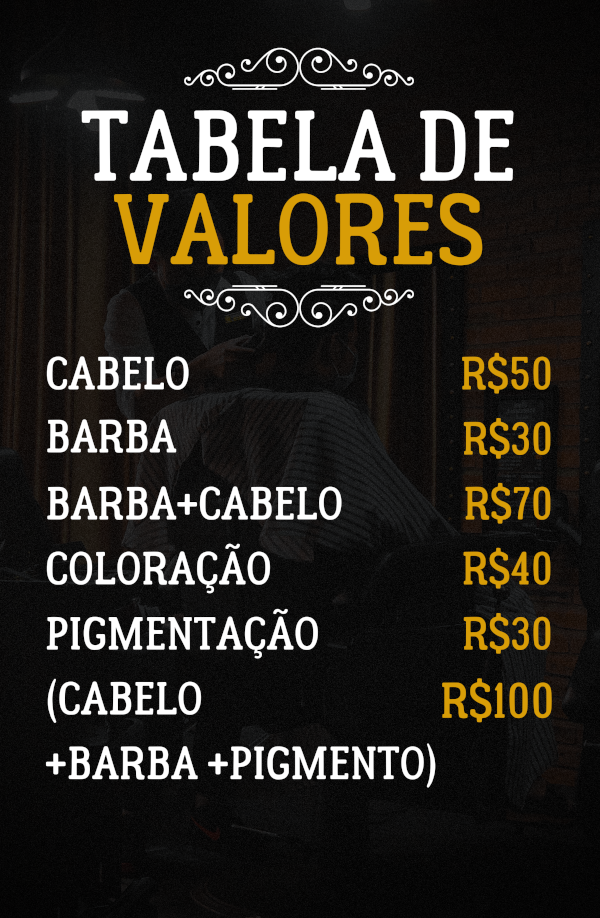 TABELA DE
VALORES
CABELO R$50
BARBA R$30
BARBA+CABELO R$70
COLORAÇÃO R$40
PIGMENTAÇÃO R$30
(CABELO R$100
+BARBA +PIGMENTO)